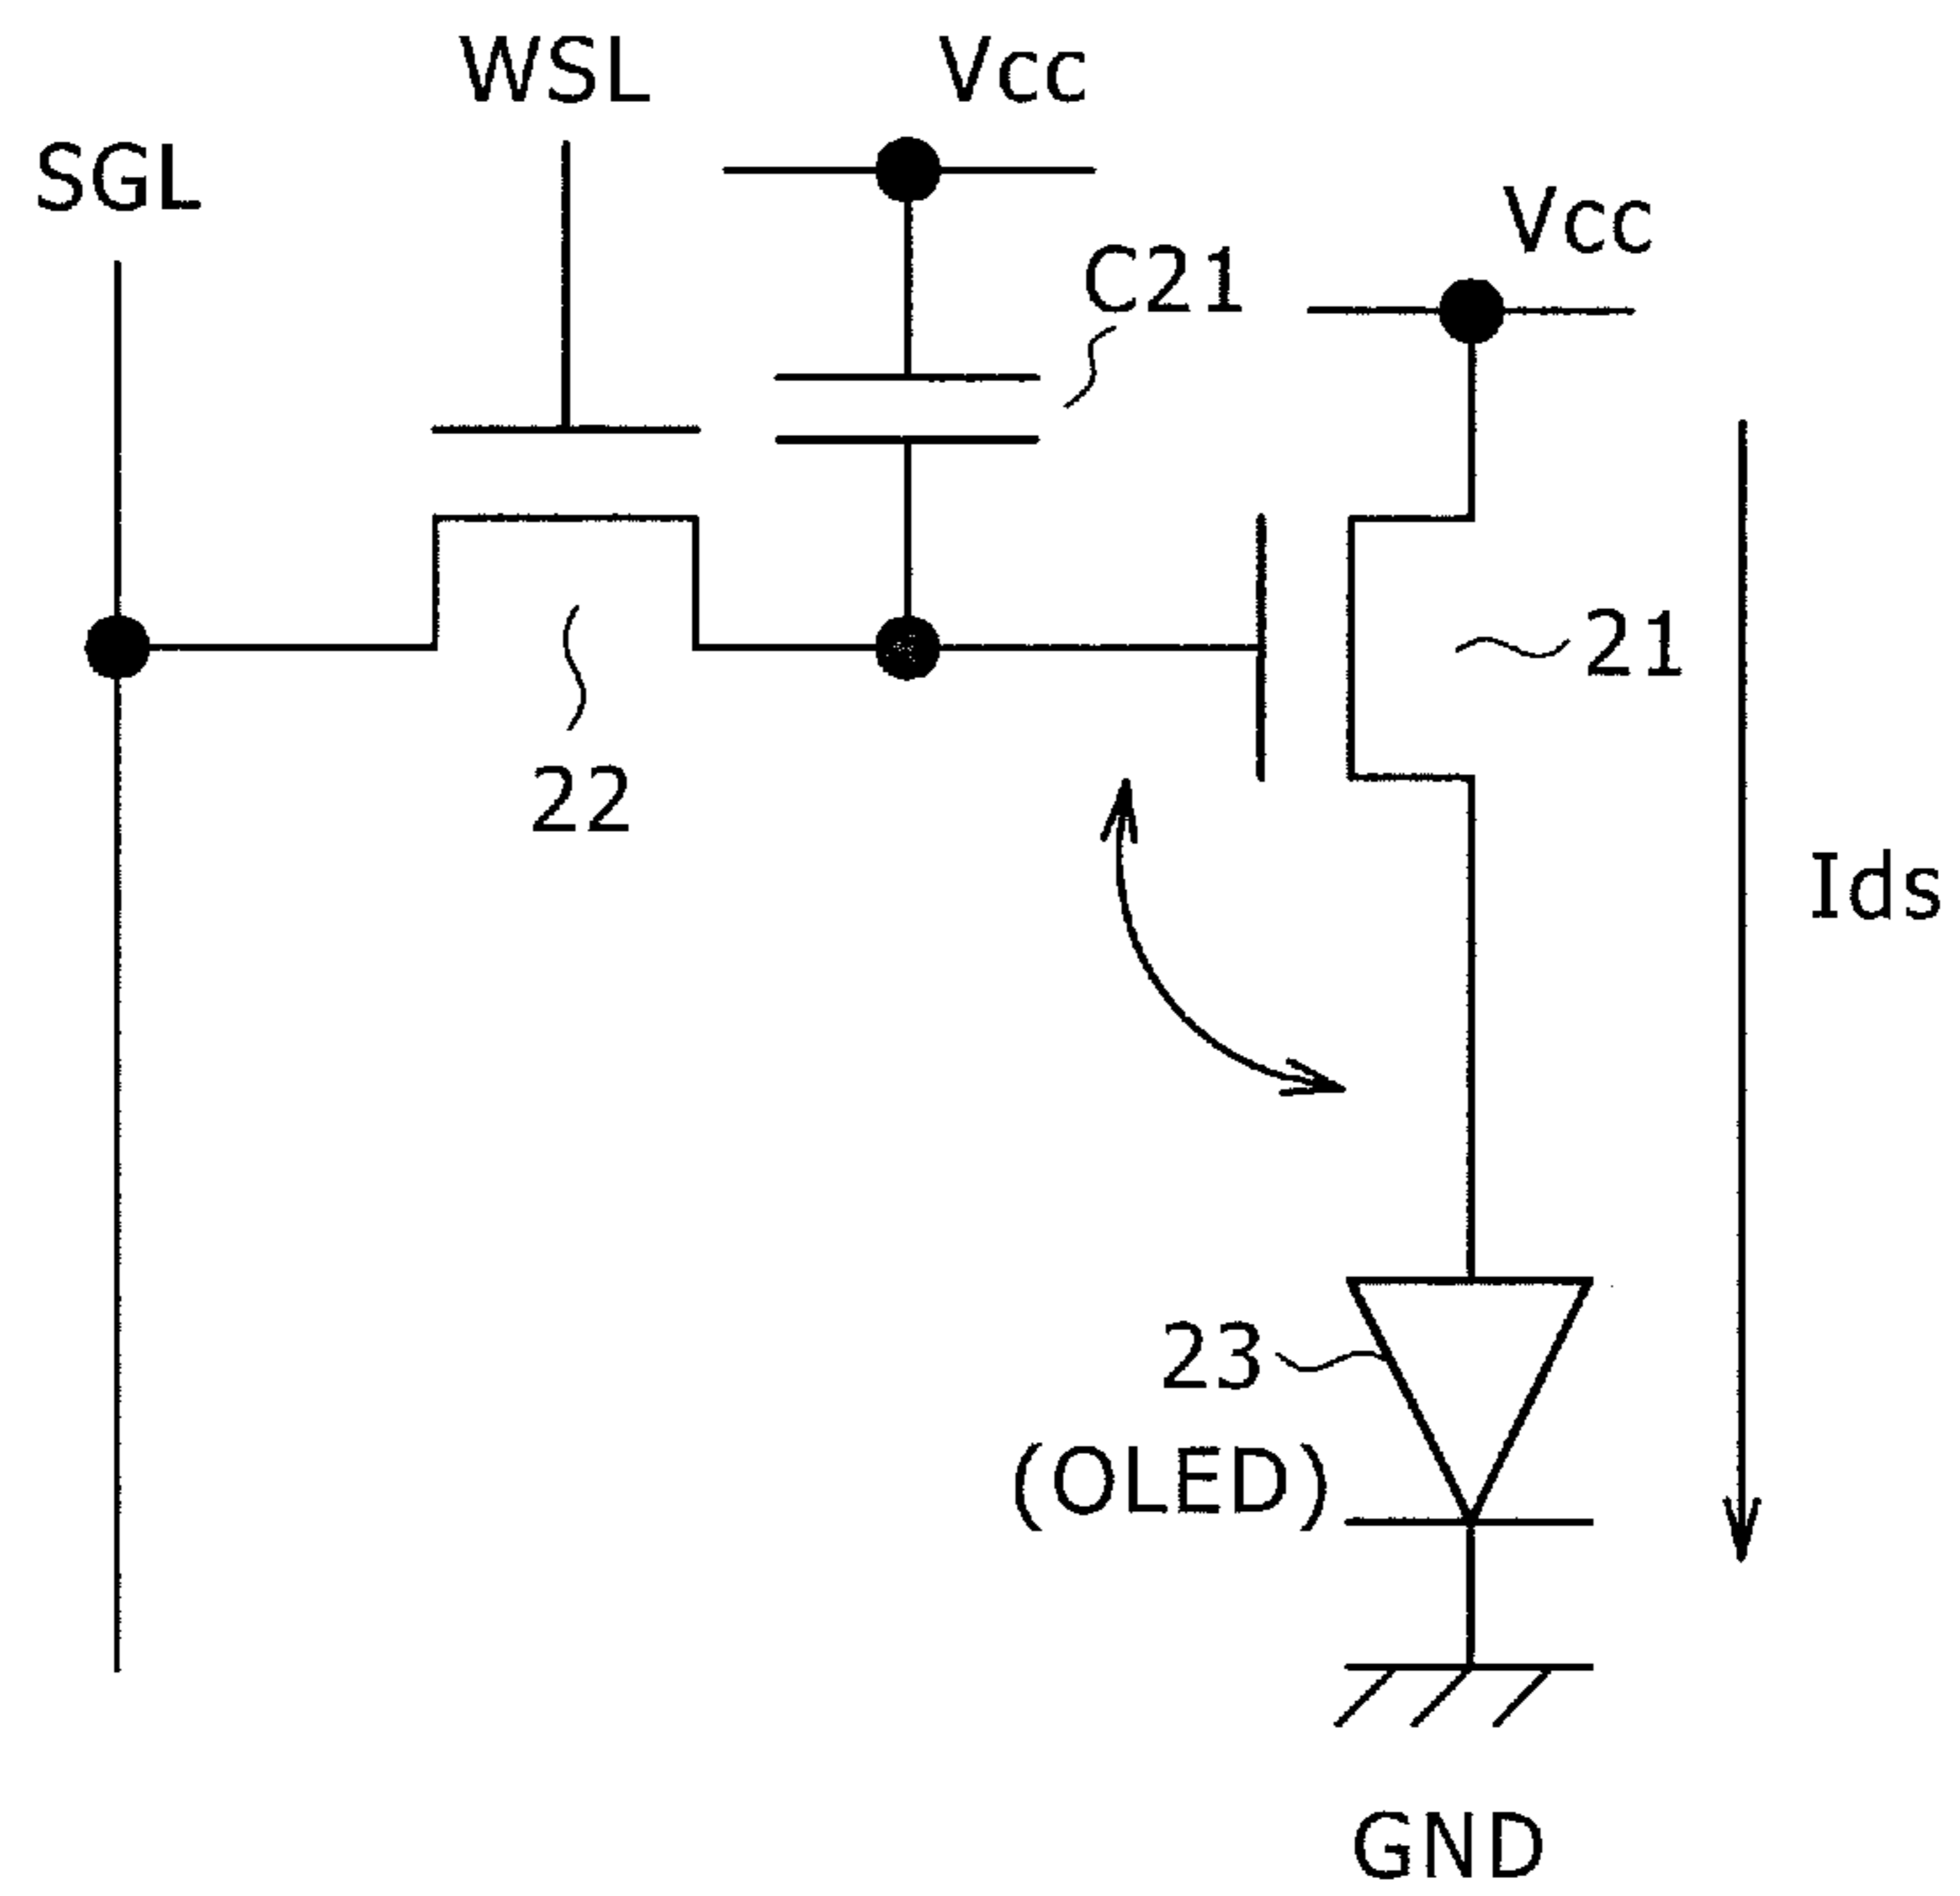 WSL
Vcc
SGL
Vcc
C21
21
22
Ids
23
(OLED)
GND